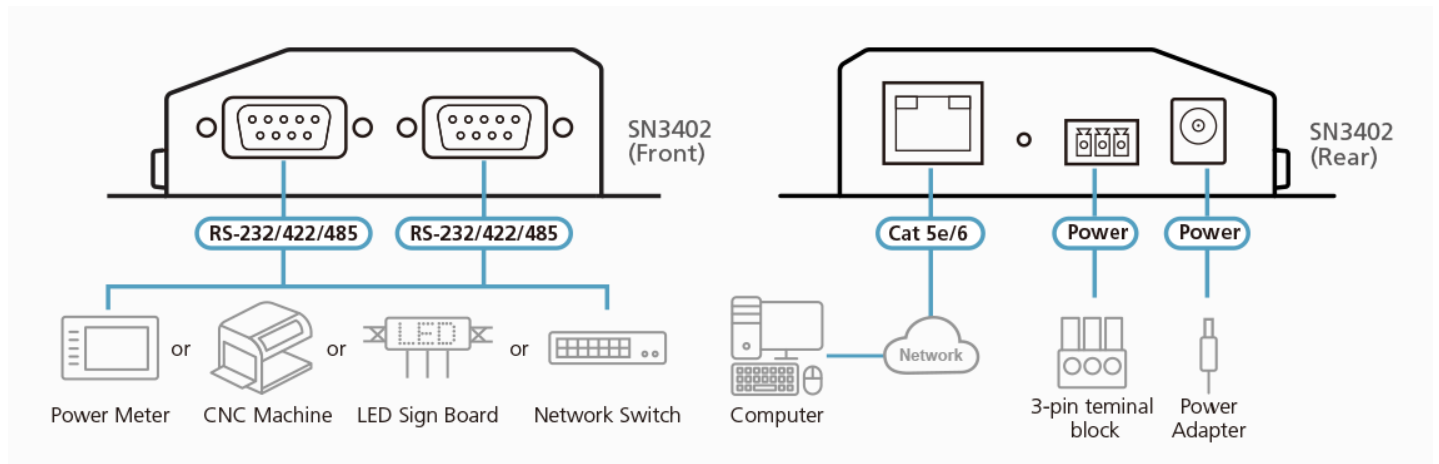 SN3402
(Front)
SN3402
(Rear)
RS-232/422/485
RS-232/422/485
Cat 5e/6
Power
Power
LED
or
or
or
Network
Power Meter
CNC Machine
LED Sign Board
Network Switch
Computer
3-pin teminal
block
Power
Adapter